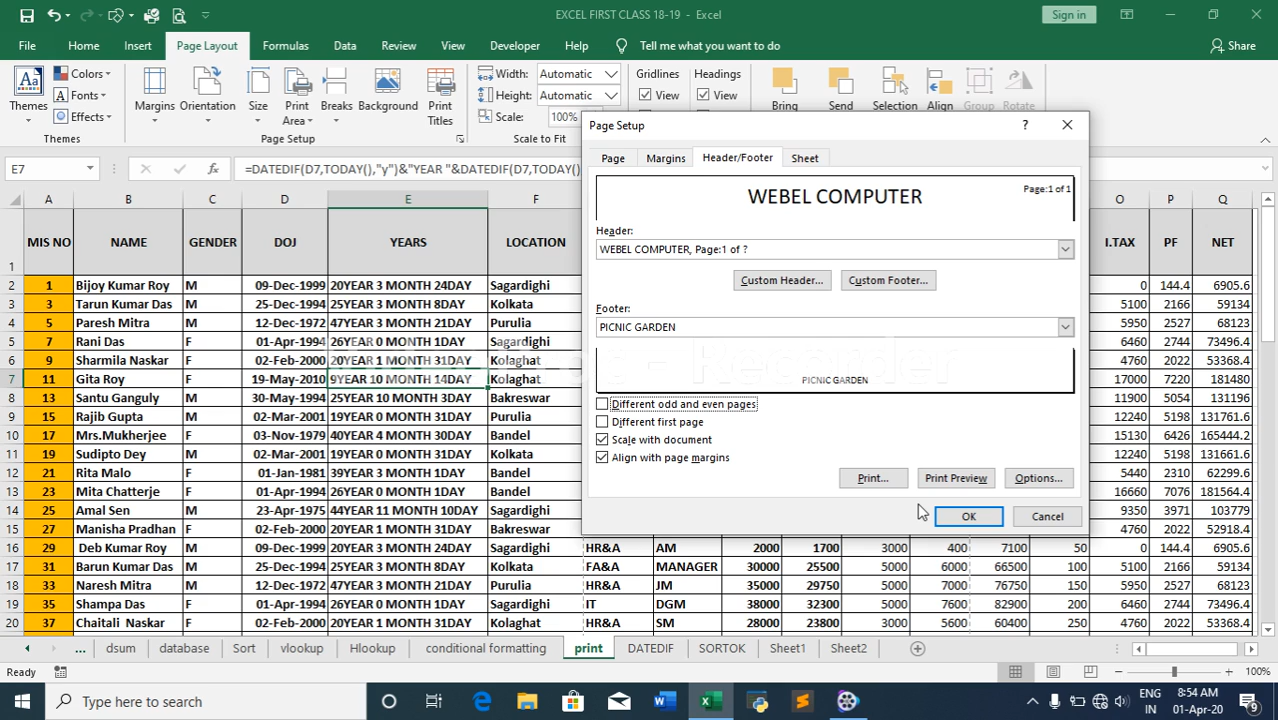 EXCEL FIRST CLASS 18-19 - Excel
Sign in
File Home Insert Page Layout Formulas Data Review View Developer Help Tell me what you want to do Share
Themes Colors Fonts Effects Margins Orientation Size Print Area Breaks Background Print Titles
Width: Automatic
Height: Automatic
Scale: 100%
Gridlines View
Headings View
Bring Send Selection Align Group Rotate
Themes Page Setup Scale to Fit
E7 fx =DATEDIF(D7,TODAY(),"y")&"YEAR "&DATEDIF(D7,TODAY()
Page Setup ?
Page Margins Header/Footer Sheet
WEBEL COMPUTER Page:1 of 1
Header:
WEBEL COMPUTER, Page:1 of ?
Custom Header... Custom Footer...
Footer:
PICNIC GARDEN
PICNIC GARDEN
Different odd and even pages
Different first page
Scale with document
Align with page margins
Print... Print Preview Options...
OK Cancel
A B C D E F O P Q
1 MIS NO NAME GENDER DOJ YEARS LOCATION I.TAX PF NET
2 1 Bijoy Kumar Roy M 09-Dec-1999 20YEAR 3 MONTH 24DAY Sagardighi 0 144.4 6905.6
3 3 Tarun Kumar Das M 25-Dec-1994 25YEAR 3 MONTH 8DAY Kolkata 5100 2166 59134
4 5 Paresh Mitra M 12-Dec-1972 47YEAR 3 MONTH 21DAY Purulia 5950 2527 68123
5 7 Rani Das F 01-Apr-1994 26YEAR 0 MONTH 1DAY Sagardighi 6460 2744 73496.4
6 9 Sharmila Naskar F 02-Feb-2000 20YEAR 1 MONTH 31DAY Kolaghat 4760 2022 53368.4
7 11 Gita Roy F 19-May-2010 9YEAR 10 MONTH 14DAY Kolaghat 17000 7220 181480
8 13 Santu Ganguly M 30-May-1994 25YEAR 10 MONTH 3DAY Bakreswar 11900 5054 131196
9 15 Rajib Gupta M 02-Mar-2001 19YEAR 0 MONTH 31DAY Purulia 12240 5198 131761.6
10 17 Mrs.Mukherjee F 03-Nov-1979 40YEAR 4 MONTH 30DAY Bandel 15130 6426 165444.2
11 19 Sudipto Dey M 02-Mar-2001 19YEAR 0 MONTH 31DAY Kolkata 12240 5198 131661.6
12 21 Rita Malo F 01-Jan-1981 39YEAR 3 MONTH 1DAY Bandel 5440 2310 62299.6
13 23 Mita Chatterje F 01-Apr-1994 26YEAR 0 MONTH 1DAY Bandel 16660 7076 181564.4
14 25 Amal Sen M 23-Apr-1975 44YEAR 11 MONTH 10DAY Sagardighi 9350 3971 103779
15 27 Manisha Pradhan F 02-Feb-2000 20YEAR 1 MONTH 31DAY Bakreswar 4760 2022 52918.4
16 29 Deb Kumar Roy M 09-Dec-1999 20YEAR 3 MONTH 24DAY Sagardighi HR&A AM 2000 1700 3000 400 7100 50 0 144.4 6905.6
17 31 Barun Kumar Das M 25-Dec-1994 25YEAR 3 MONTH 8DAY Kolkata FA&A MANAGER 30000 25500 5000 6000 66500 100 5100 2166 59134
18 33 Naresh Mitra M 12-Dec-1972 47YEAR 3 MONTH 21DAY Purulia HR&A JM 35000 29750 5000 7000 76750 150 5950 2527 68123
19 35 Shampa Das F 01-Apr-1994 26YEAR 0 MONTH 1DAY Sagardighi IT DGM 38000 32300 5000 7600 82900 200 6460 2744 73496.4
20 37 Chaitali Naskar F 02-Feb-2000 20YEAR 1 MONTH 31DAY Kolaghat HR&A SM 28000 23800 3000 5600 60400 250 4760 2022 53368.4
... dsum database Sort vlookup Hlookup conditional formatting print DATEDIF SORTOK Sheet1 Sheet2
Ready 100%
Type here to search
ENG
IN
8:54 AM
01-Apr-20
9